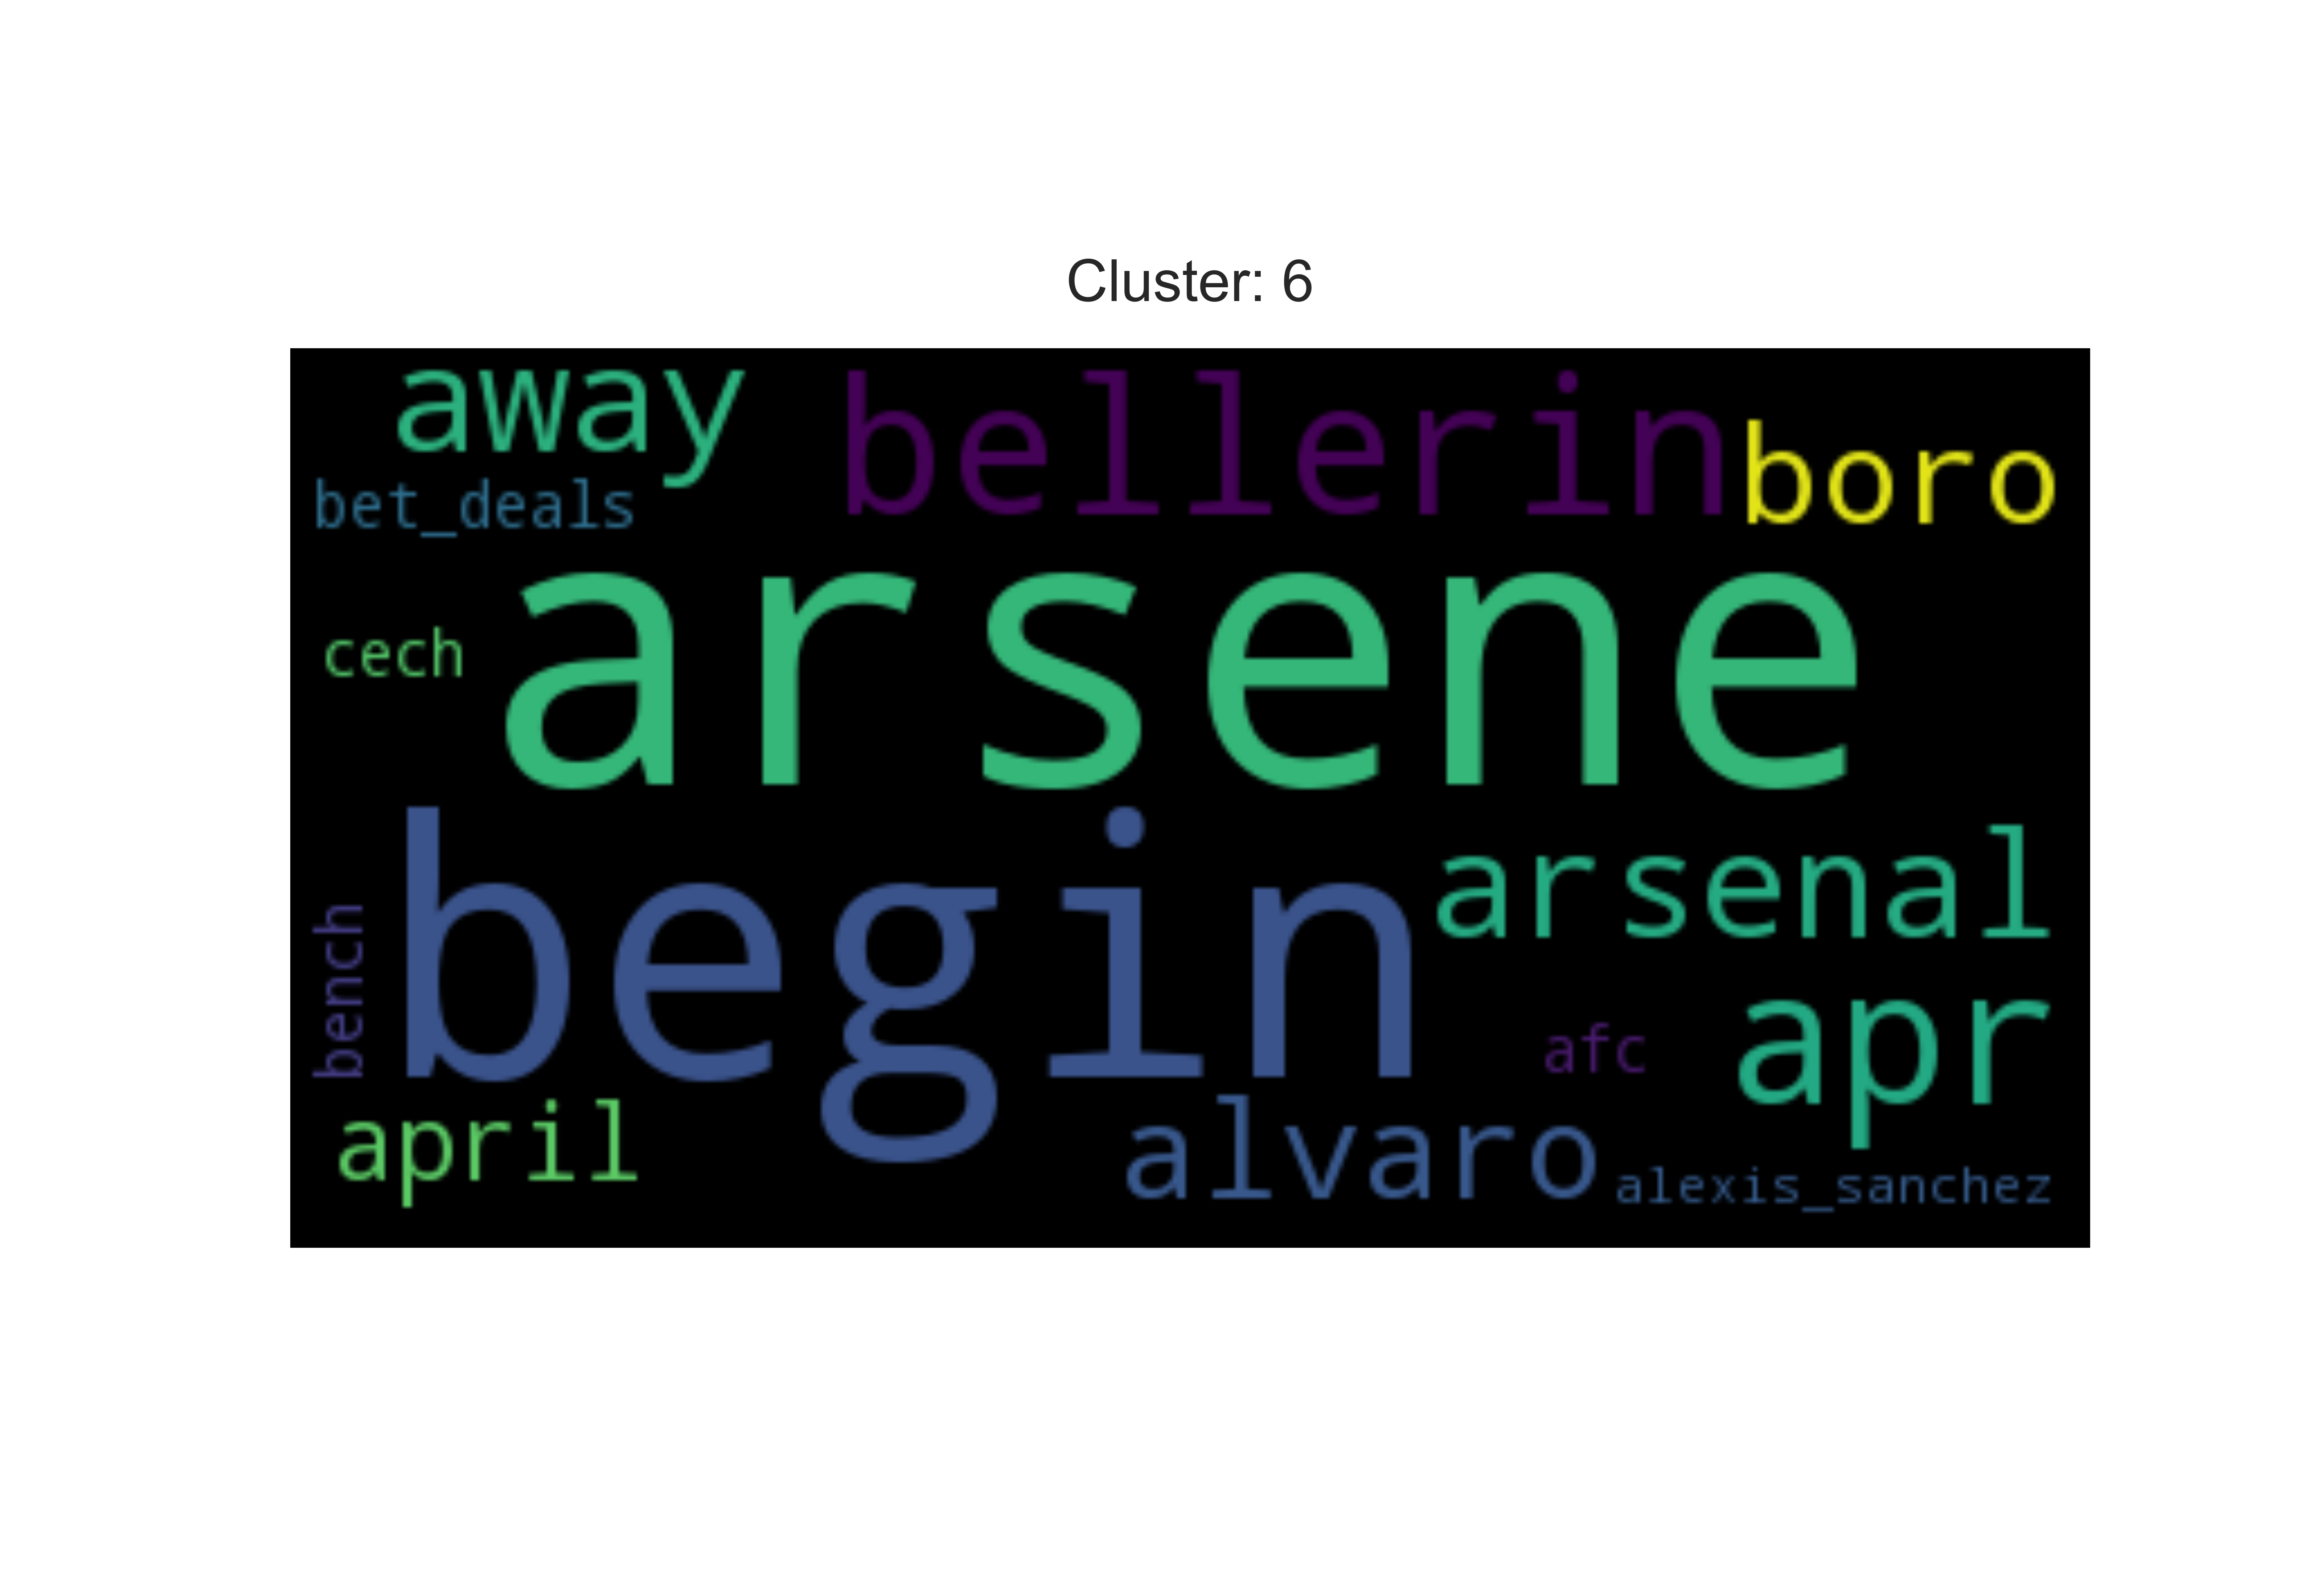 Cluster: 6
away
bellerin
boro
bet_deals
arsene
cech
begin
arsenal
bench
apr
afc
april
alvaro
alexis_sanchez